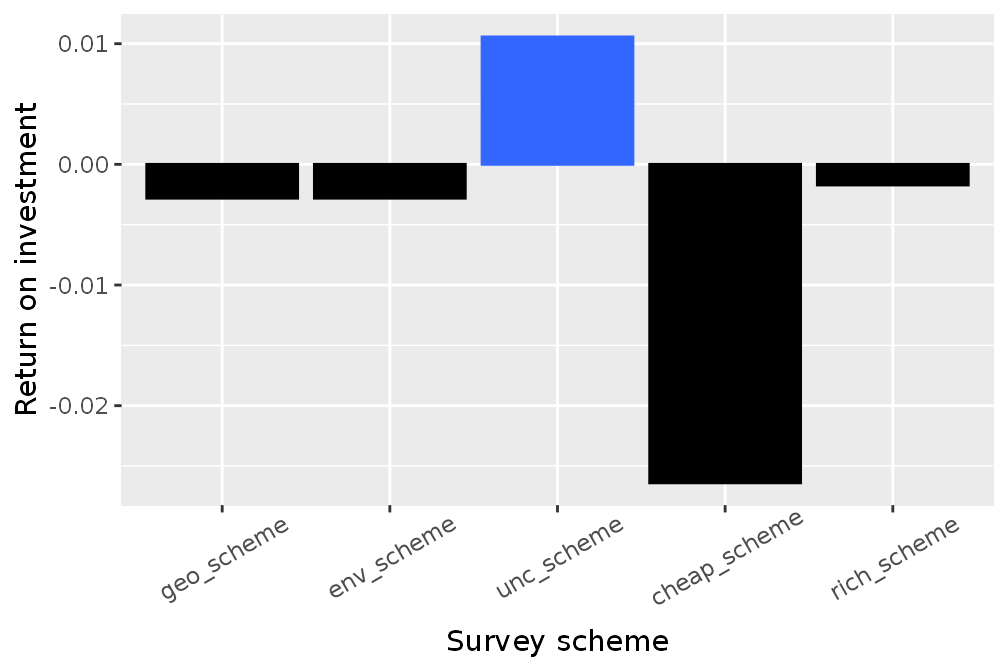 Return on investment
0.01
0.00
-0.01
-0.02
geo_scheme
env_scheme
unc_scheme
cheap_scheme
rich_scheme
Survey scheme